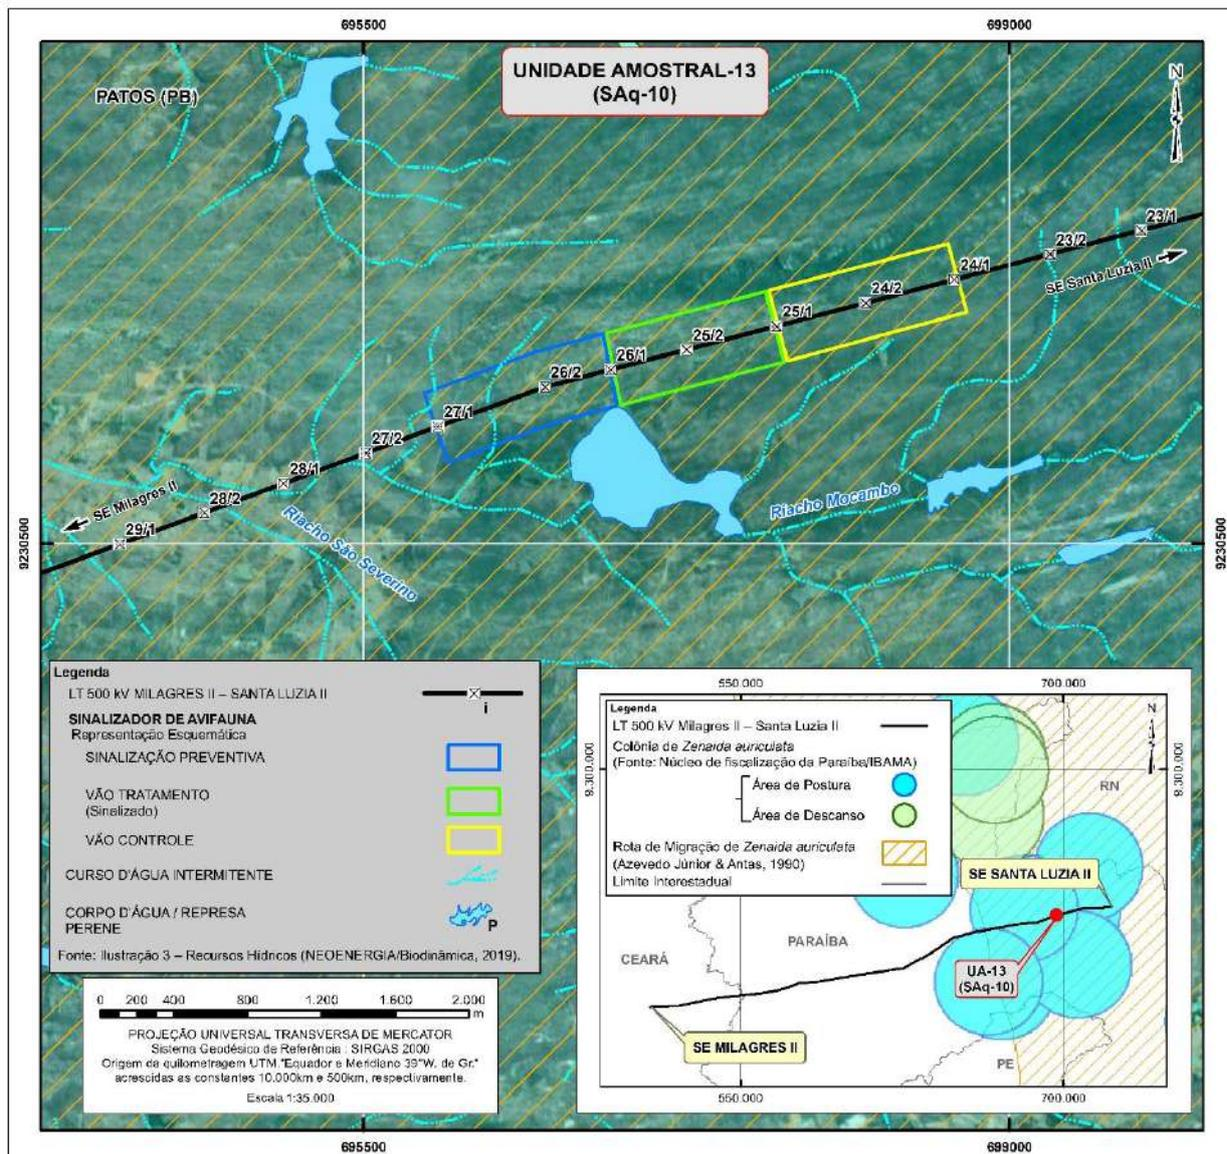 695500
699000
UNIDADE AMOSTRAL-13
(SAq-10)
PATOS (PB)
N
23/1
23/2
SE Santa Luzia II
24/1
24/2
25/1
25/2
26/1
26/2
27/1
27/2
28/1
28/2
SE Milagres II
29/1
Riacho Mocambo
Riacho São Severino
9230500
9230500
Legenda
LT 500 kV MILAGRES II – SANTA LUZIA II
i
SINALIZADOR DE AVIFAUNA
Representação Esquemática
SINALIZAÇÃO PREVENTIVA
VÃO TRATAMENTO
(Sinalizado)
VÃO CONTROLE
CURSO D'ÁGUA INTERMITENTE
CORPO D'ÁGUA / REPRESA
PERENE
P
Fonte: Ilustração 3 – Recursos Hídricos (NEOENERGIA/Biodinâmica, 2019).
0 200 400 800 1.200 1.600 2.000
m
PROJEÇÃO UNIVERSAL TRANSVERSA DE MERCATOR
Sistema Geodésico de Referência : SIRGAS 2000
Origem da quilometragem UTM."Equador e Meridiano 39°W. de Gr."
acrescidas as constantes 10.000km e 500km, respectivamente.
Escala 1:35.000
550.000
700.000
Legenda
LT 500 kV Milagres II – Santa Luzia II
Colônia de Zenaida auriculata
(Fonte: Núcleo de fiscalização da Paraíba/IBAMA)
Área de Postura
Área de Descanso
Rota de Migração de Zenaida auriculata
(Azevedo Júnior & Antas, 1990)
Limite Interestadual
N
RN
SE SANTA LUZIA II
PARAÍBA
CEARÁ
UA-13
(SAq-10)
SE MILAGRES II
PE
550.000
700.000
695500
699000